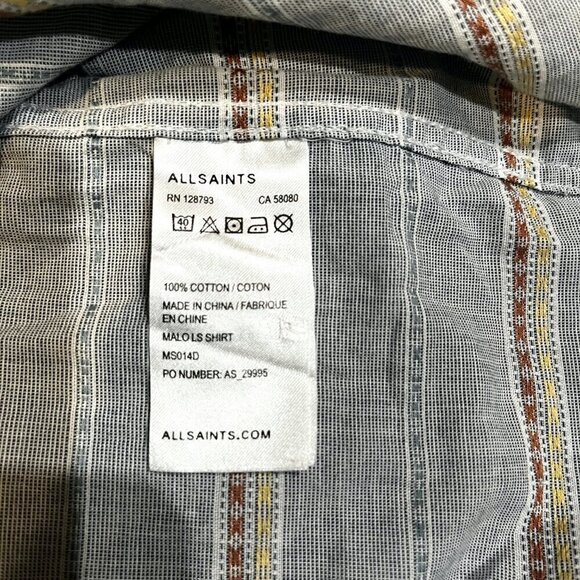 ALLSAINTS
RN 128793 CA 58080
40
100% COTTON / COTON
MADE IN CHINA / FABRIQUE
EN CHINE
MALO LS SHIRT
MS014D
PO NUMBER: AS_29995
ALLSAINTS.COM